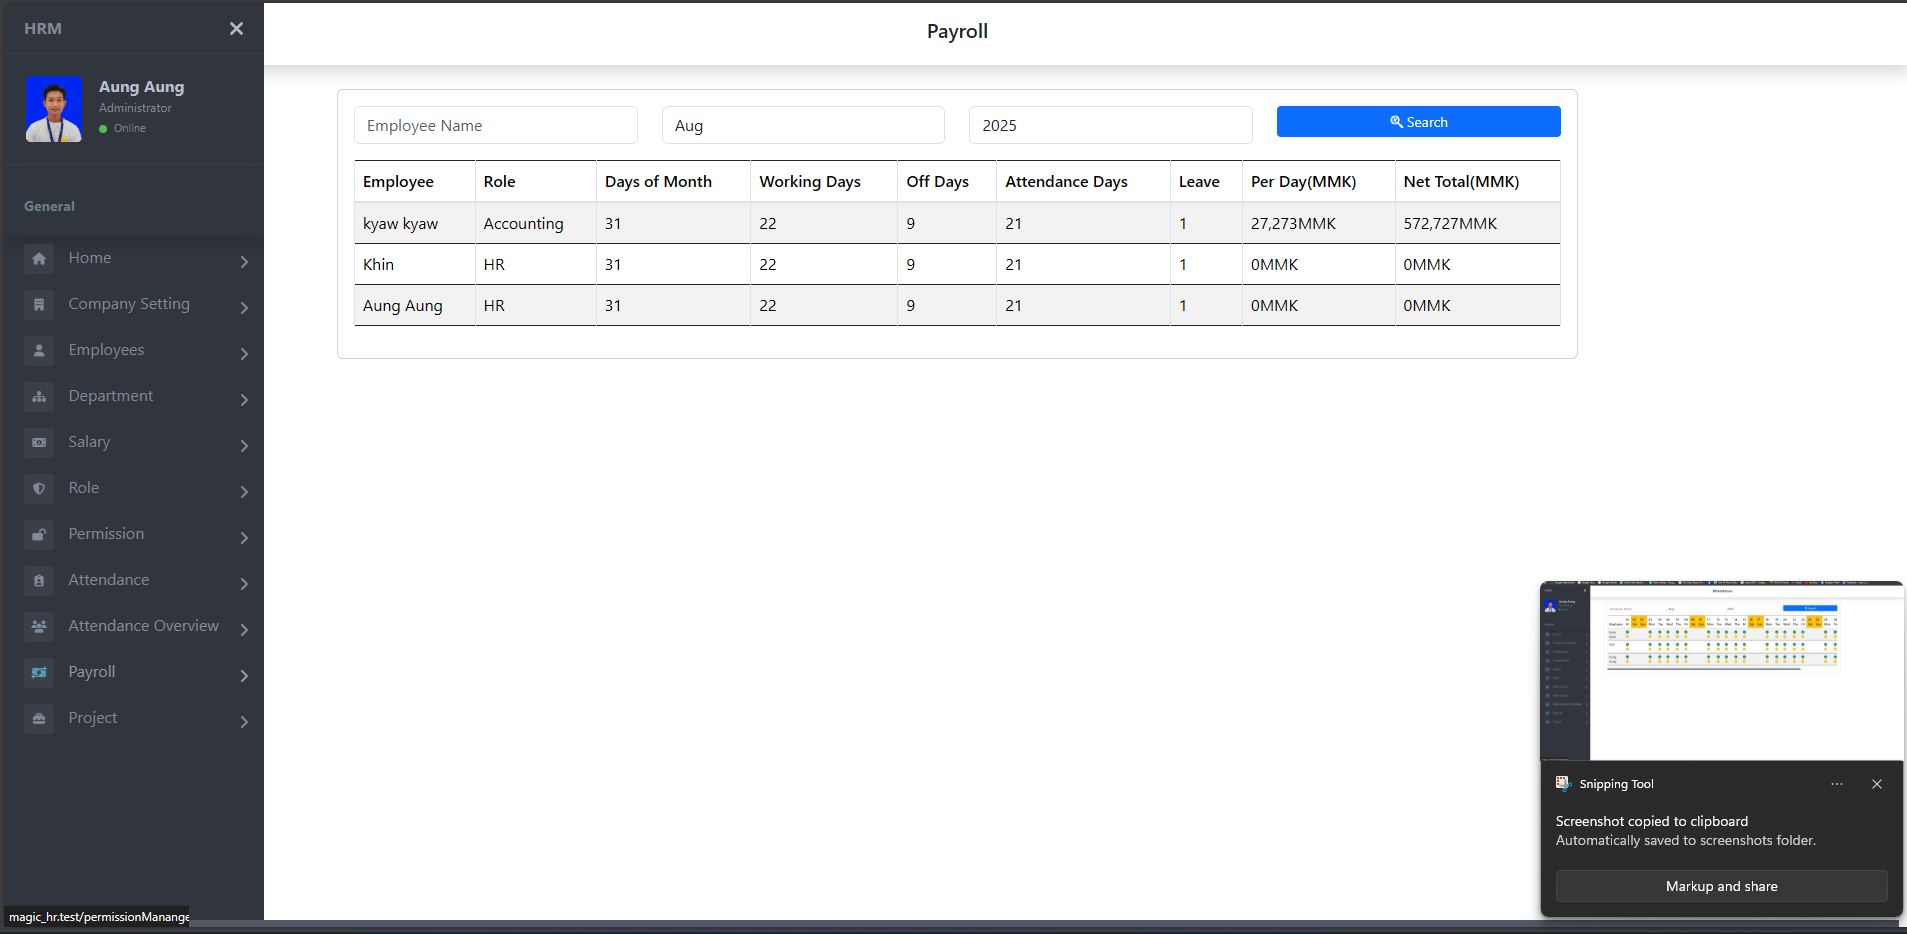 HRM
Aung Aung
Administrator
Online
General
Home
Company Setting
Employees
Department
Salary
Role
Permission
Attendance
Attendance Overview
Payroll
Project
magic_hr.test/permissionManange
Payroll
Employee Name
Aug
2025
Search
Employee Role Days of Month Working Days Off Days Attendance Days Leave Per Day(MMK) Net Total(MMK)
kyaw kyaw Accounting 31 22 9 21 1 27,273MMK 572,727MMK
Khin HR 31 22 9 21 1 0MMK 0MMK
Aung Aung HR 31 22 9 21 1 0MMK 0MMK
Attendance
Snipping Tool
Screenshot copied to clipboard
Automatically saved to screenshots folder.
Markup and share